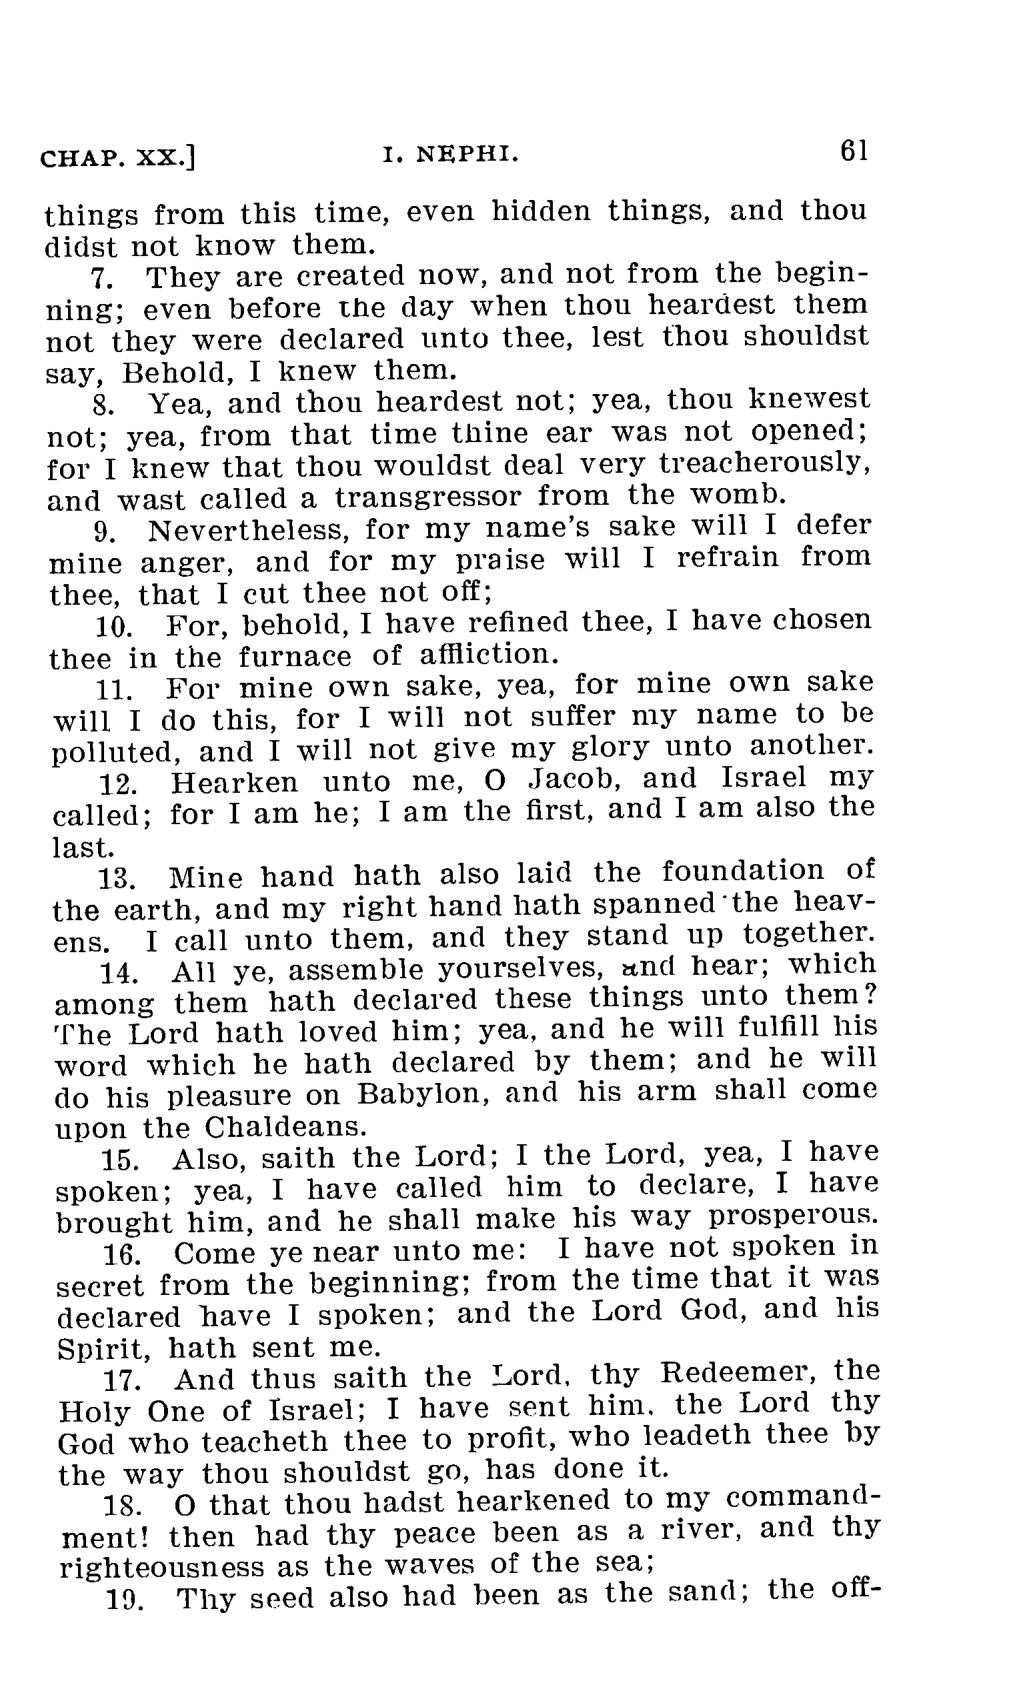 CHAP. XX.] I. NEPHI. 61
things from this time, even hidden things, and thou
didst not know them.
7. They are created now, and not from the begin-
ning; even before the day when thou heardest them
not they were declared unto thee, lest thou shouldst
say, Behold, I knew them.
8. Yea, and thou heardest not; yea, thou knewest
not; yea, from that time thine ear was not opened;
for I knew that thou wouldst deal very treacherously,
and wast called a transgressor from the womb.
9. Nevertheless, for my name's sake will I defer
mine anger, and for my praise will I refrain from
thee, that I cut thee not off;
10. For, behold, I have refined thee, I have chosen
thee in the furnace of affliction.
11. For mine own sake, yea, for mine own sake
will I do this, for I will not suffer my name to be
polluted, and I will not give my glory unto another.
12. Hearken unto me, O Jacob, and Israel my
called; for I am he; I am the first, and I am also the
last.
13. Mine hand hath also laid the foundation of
the earth, and my right hand hath spanned the heav-
ens. I call unto them, and they stand up together.
14. All ye, assemble yourselves, and hear; which
among them hath declared these things unto them?
The Lord hath loved him; yea, and he will fulfill his
word which he hath declared by them; and he will
do his pleasure on Babylon, and his arm shall come
upon the Chaldeans.
15. Also, saith the Lord; I the Lord, yea, I have
spoken; yea, I have called him to declare, I have
brought him, and he shall make his way prosperous.
16. Come ye near unto me: I have not spoken in
secret from the beginning; from the time that it was
declared have I spoken; and the Lord God, and his
Spirit, hath sent me.
17. And thus saith the Lord, thy Redeemer, the
Holy One of Israel; I have sent him, the Lord thy
God who teacheth thee to profit, who leadeth thee by
the way thou shouldst go, has done it.
18. O that thou hadst hearkened to my command-
ment! then had thy peace been as a river, and thy
righteousness as the waves of the sea;
19. Thy seed also had been as the sand; the off-